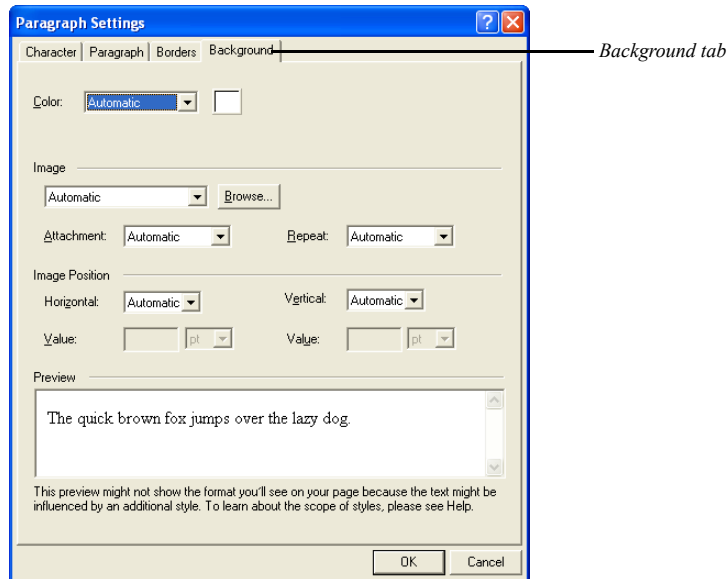 Paragraph Settings
Character Paragraph Borders Background
Background tab
Color: Automatic
Image
Automatic Browse...
Attachment: Automatic Repeat: Automatic
Image Position
Horizontal: Automatic Vertical: Automatic
Value: pt Value: pt
Preview
The quick brown fox jumps over the lazy dog.
This preview might not show the format you'll see on your page because the text might be
influenced by an additional style. To learn about the scope of styles, please see Help.
OK Cancel